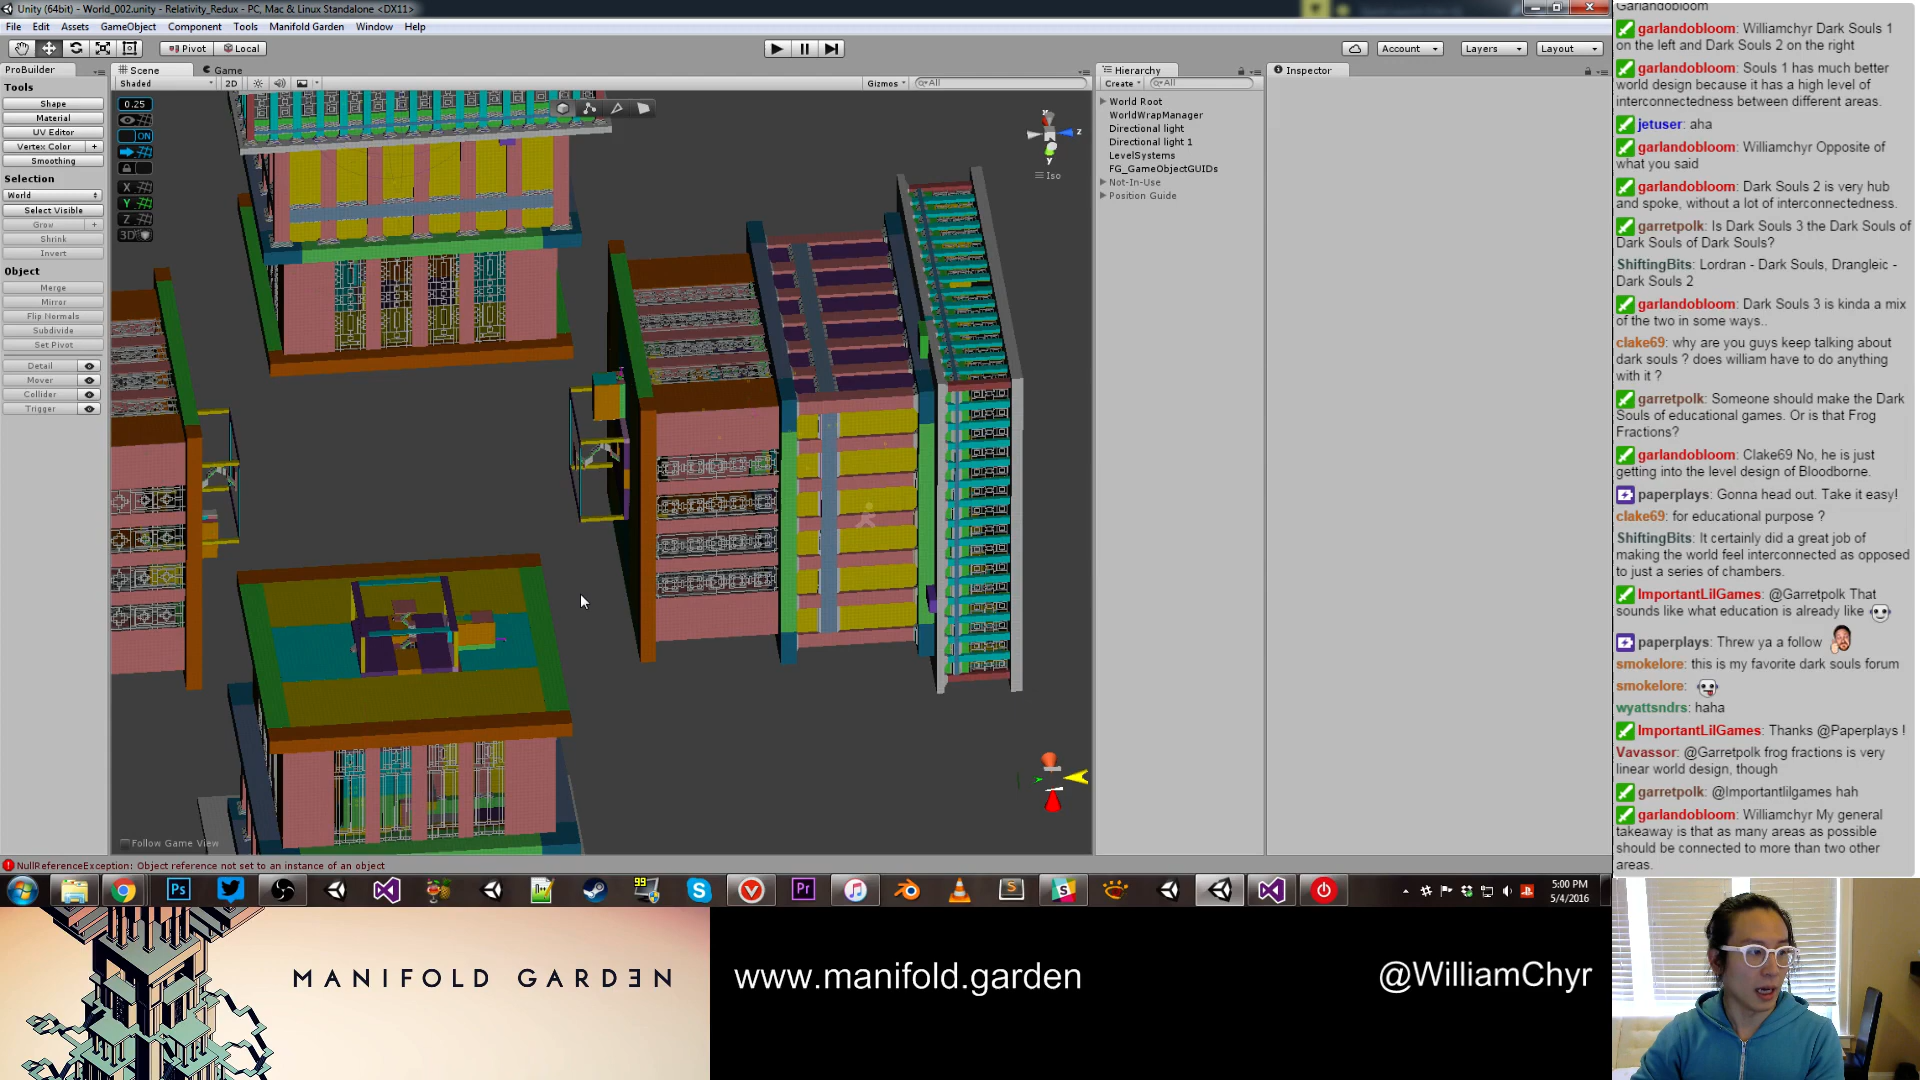 Unity (64bit) - World_002.unity - Relativity_Redux - PC, Mac & Linux Standalone <DX11>
File Edit Assets GameObject Component Tools Manifold Garden Window Help
Pivot Local Account Layers Layout
ProBuilder
Tools
Shape
Material
UV Editor
Vertex Color +
Smoothing
Selection
World
Select Visible
Grow +
Shrink
Invert
Object
Merge
Mirror
Flip Normals
Subdivide
Set Pivot
Detail
Mover
Collider
Trigger
Scene Game
Shaded 2D Gizmos All
0.25
ON
X
Y
Z
3D
x
z
y
Iso
Follow Game View
Hierarchy
Create All
World Root
WorldWrapManager
Directional light
Directional light 1
LevelSystems
FG_GameObjectGUIDs
Not-In-Use
Position Guide
Inspector
NullReferenceException: Object reference not set to an instance of an object
Ps
99
Pr
5:00 PM
5/4/2016
Garlandobloom
garlandobloom: Williamchyr Dark Souls 1
on the left and Dark Souls 2 on the right
garlandobloom: Souls 1 has much better
world design because it has a high level of
interconnectedness between different areas.
jetuser: aha
garlandobloom: Williamchyr Opposite of
what you said
garlandobloom: Dark Souls 2 is very hub
and spoke, without a lot of interconnectedness.
garretpolk: Is Dark Souls 3 the Dark Souls of
Dark Souls of Dark Souls?
ShiftingBits: Lordran - Dark Souls, Drangleic -
Dark Souls 2
garlandobloom: Dark Souls 3 is kinda a mix
of the two in some ways..
clake69: why are you guys keep talking about
dark souls ? does william have to do anything
with it ?
garretpolk: Someone should make the Dark
Souls of educational games. Or is that Frog
Fractions?
garlandobloom: Clake69 No, he is just
getting into the level design of Bloodborne.
paperplays: Gonna head out. Take it easy!
clake69: for educational purpose ?
ShiftingBits: It certainly did a great job of
making the world feel interconnected as opposed
to just a series of chambers.
ImportantLilGames: @Garretpolk That
sounds like what education is already like
paperplays: Threw ya a follow
smokelore: this is my favorite dark souls forum
smokelore:
wyattsndrs: haha
ImportantLilGames: Thanks @Paperplays !
Vavassor: @Garretpolk frog fractions is very
linear world design, though
garretpolk: @Importantlilgames hah
garlandobloom: Williamchyr My general
takeaway is that as many areas as possible
should be connected to more than two other
areas.
MANIFOLD GARDƎN
www.manifold.garden
@WilliamChyr